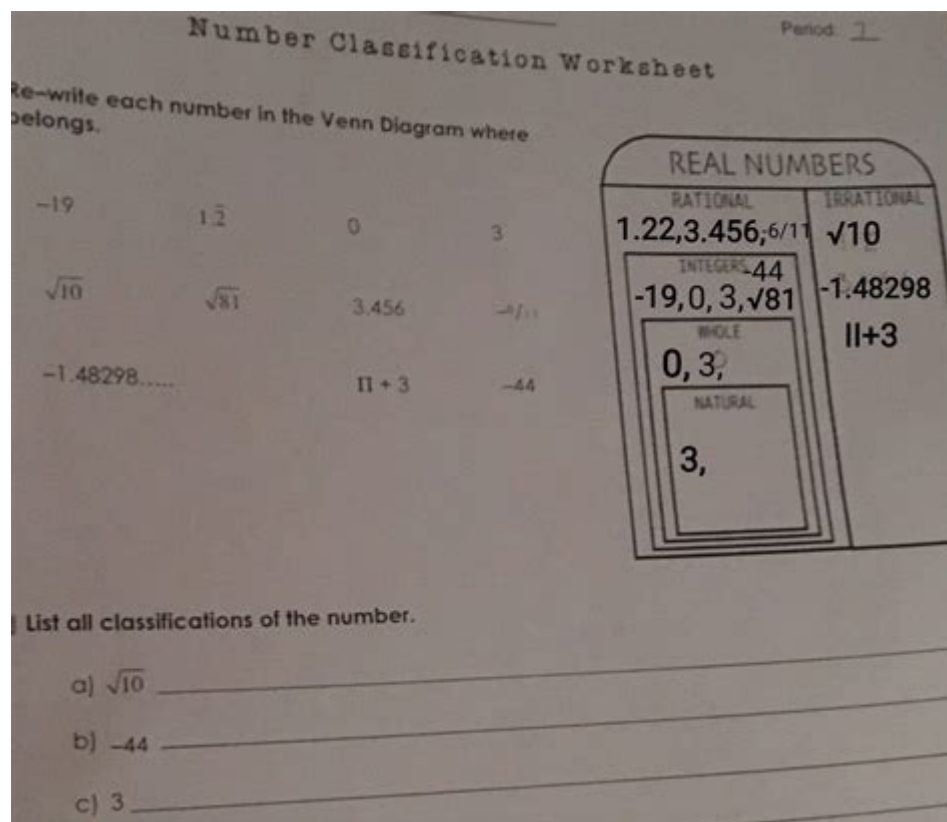 Period: 1
Number Classification Worksheet
Re-write each number in the Venn Diagram where
belongs.
-19 1.2̅ 0 3
√10 √81 3.456 -6/11
-1.48298..... Π + 3 -44
REAL NUMBERS
RATIONAL IRRATIONAL
1.22,3.456,-6/11 √10
INTEGERS -44
-19,0, 3,√81 -1.48298
WHOLE II+3
0, 3,
NATURAL
3,
List all classifications of the number.
a) √10
b) -44
c) 3